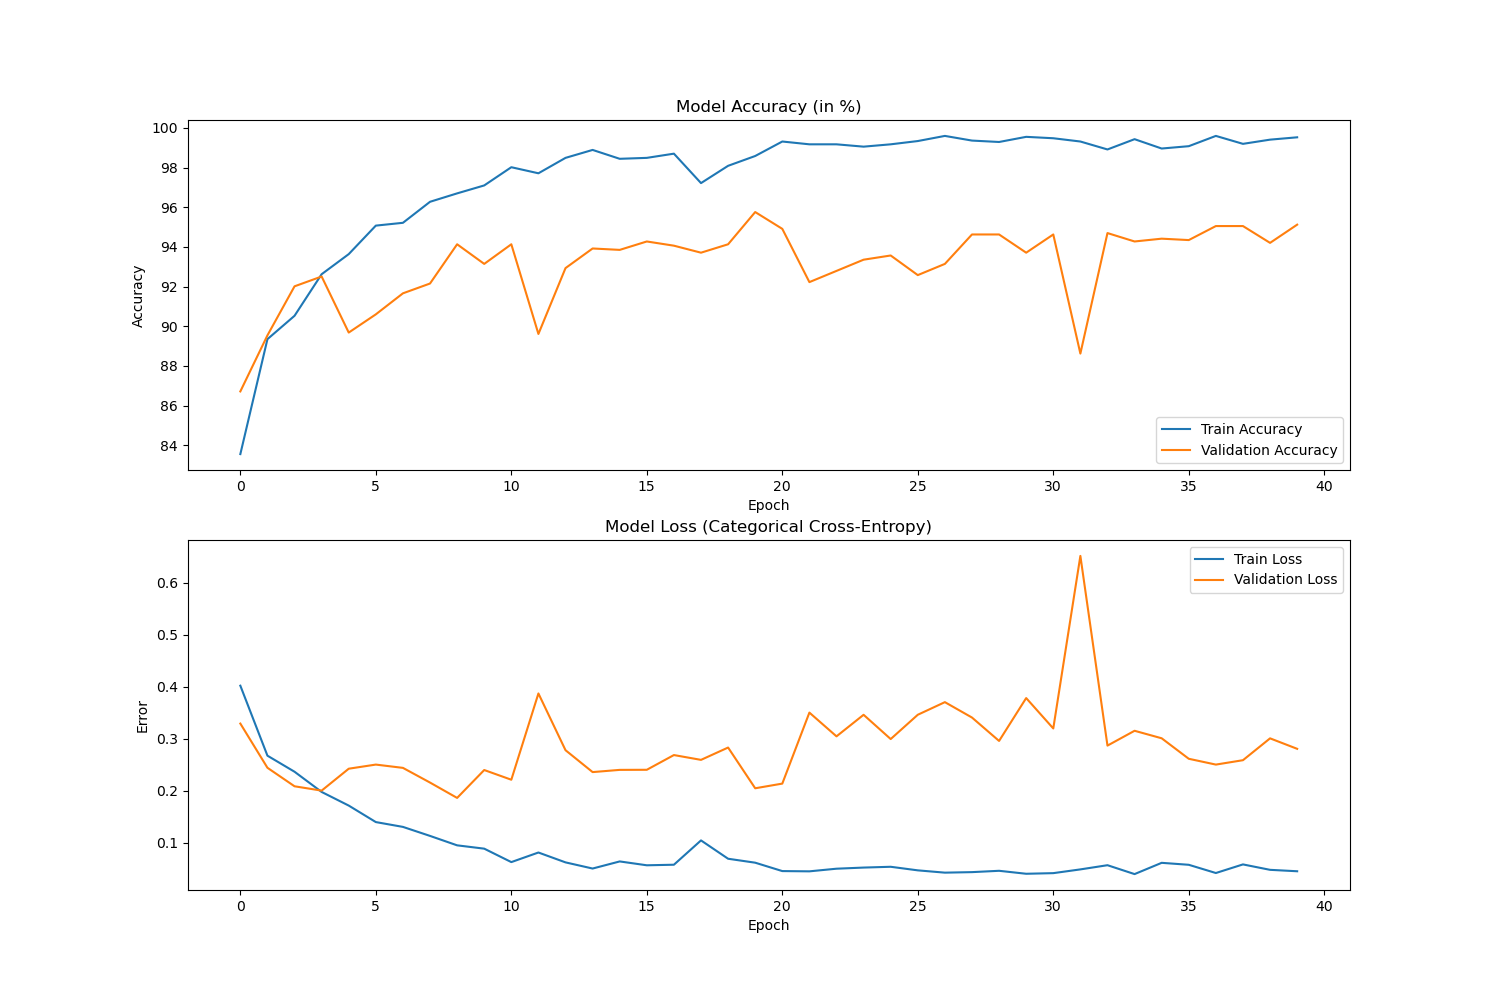 Model Accuracy (in %)
100
98
96
94
92
90
88
86
84
Accuracy
Train Accuracy
Validation Accuracy
0 5 10 15 20 25 30 35 40
Epoch
Model Loss (Categorical Cross-Entropy)
Train Loss
Validation Loss
0.6
0.5
0.4
0.3
0.2
0.1
Error
0 5 10 15 20 25 30 35 40
Epoch